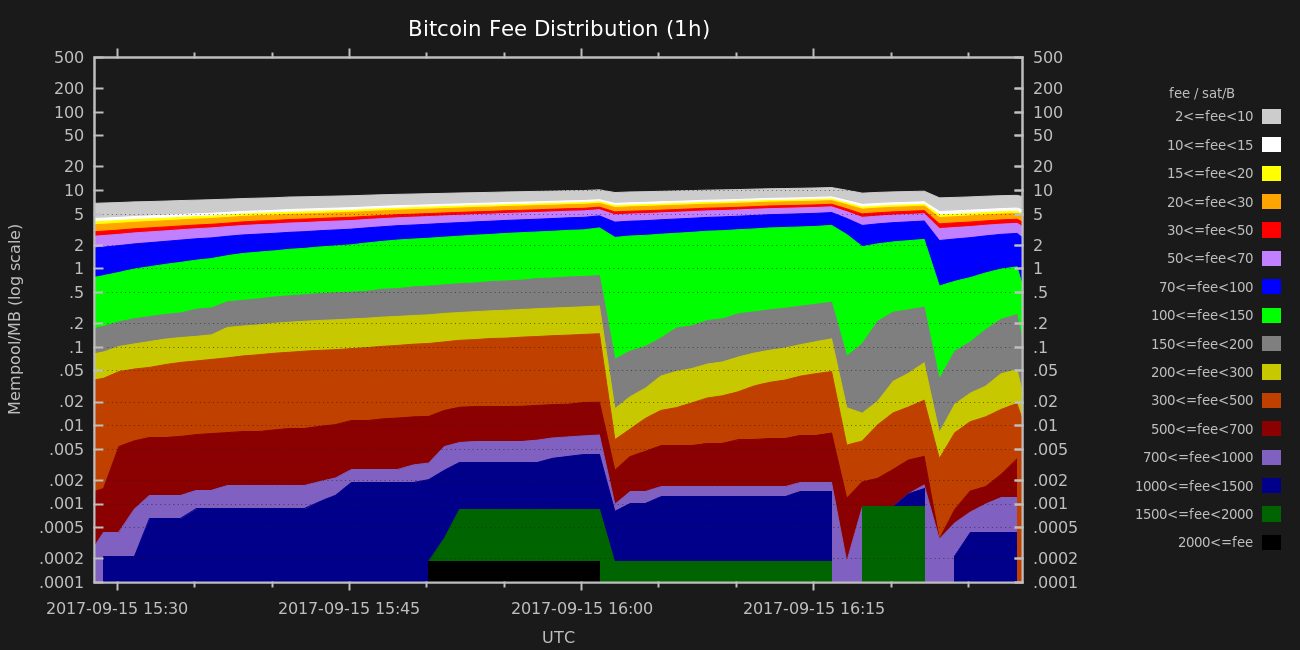 Bitcoin Fee Distribution (1h)
Mempool/MB (log scale)
500
200
100
50
20
10
5
2
1
.5
.2
.1
.05
.02
.01
.005
.002
.001
.0005
.0002
.0001
500
200
100
50
20
10
5
2
1
.5
.2
.1
.05
.02
.01
.005
.002
.001
.0005
.0002
.0001
2017-09-15 15:30
2017-09-15 15:45
2017-09-15 16:00
2017-09-15 16:15
UTC
fee / sat/B
2<=fee<10
10<=fee<15
15<=fee<20
20<=fee<30
30<=fee<50
50<=fee<70
70<=fee<100
100<=fee<150
150<=fee<200
200<=fee<300
300<=fee<500
500<=fee<700
700<=fee<1000
1000<=fee<1500
1500<=fee<2000
2000<=fee